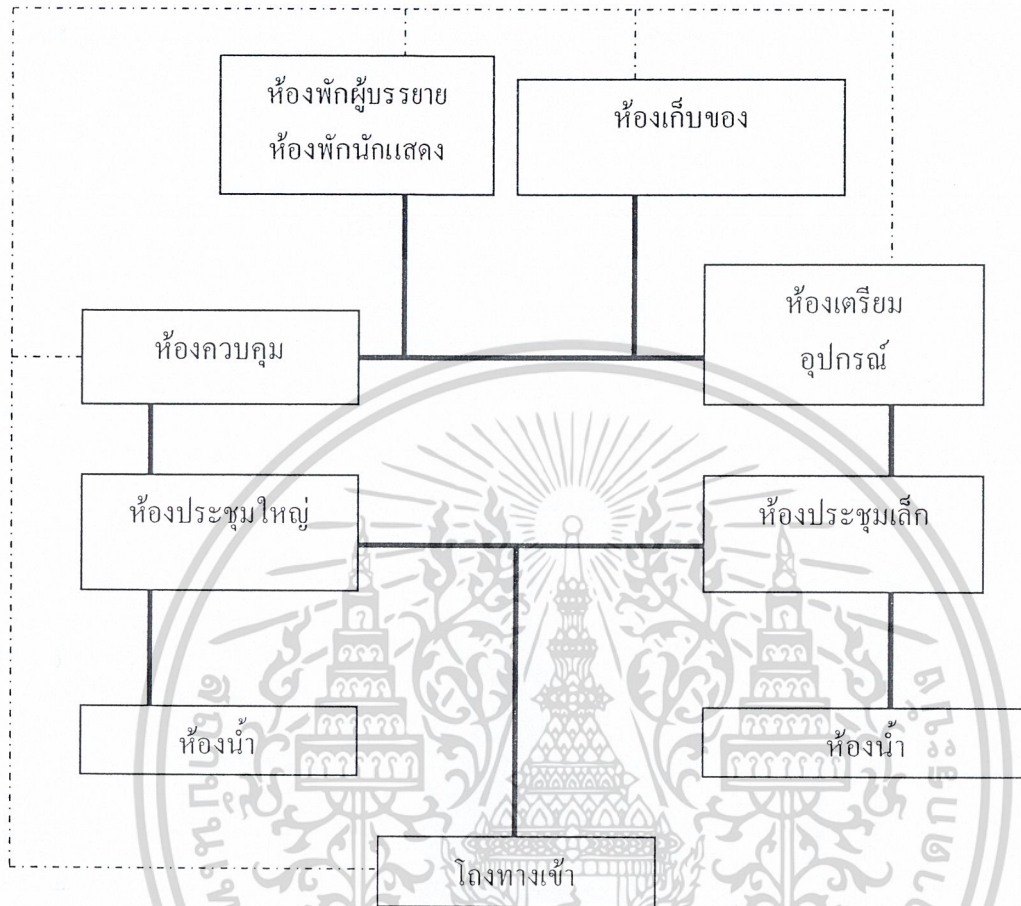 ห้องพักผู้บรรยาย
ห้องพักนักแสดง
ห้องเก็บของ
ห้องควบคุม
ห้องเตรียม
อุปกรณ์
ห้องประชุมใหญ่
ห้องประชุมเล็ก
ห้องน้ำ
ห้องน้ำ
โถงทางเข้า